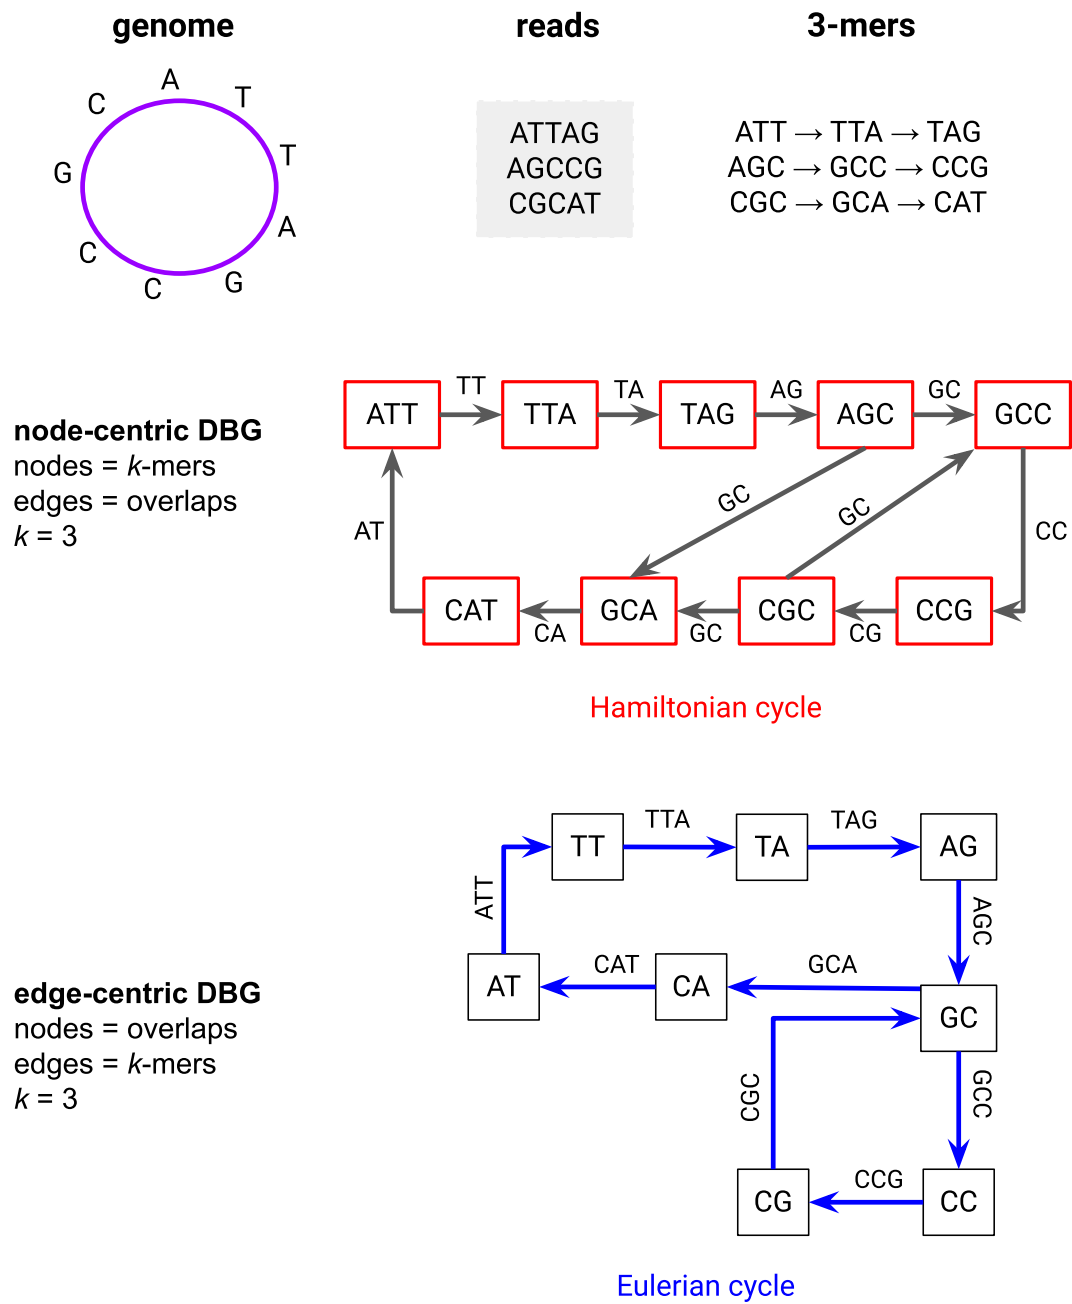 genome
reads
3-mers
A
T
T
A
G
C
C
G
C
ATTAG
AGCCG
CGCAT
ATT → TTA → TAG
AGC → GCC → CCG
CGC → GCA → CAT
node-centric DBG
nodes = k-mers
edges = overlaps
k = 3
ATT
TT
TTA
TA
TAG
AG
AGC
GC
GCC
AT
GC
GC
CC
CAT
CA
GCA
GC
CGC
CG
CCG
Hamiltonian cycle
edge-centric DBG
nodes = overlaps
edges = k-mers
k = 3
TT
TTA
TA
TAG
AG
ATT
AGC
AT
CAT
CA
GCA
GC
CGC
GCC
CG
CCG
CC
Eulerian cycle